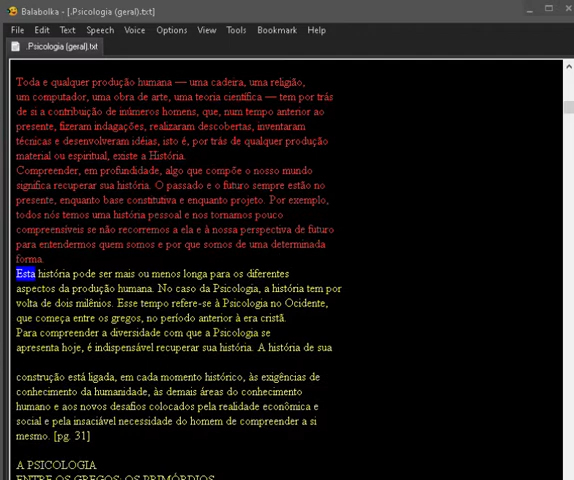 Balabolka - [.Psicologia (geral).txt]
File Edit Text Speech Voice Options View Tools Bookmark Help
.Psicologia (geral).txt
Toda e qualquer produção humana — uma cadeira, uma religião,
um computador, uma obra de arte, uma teoria científica — tem por trás
de si a contribuição de inúmeros homens, que, num tempo anterior ao
presente, fizeram indagações, realizaram descobertas, inventaram
técnicas e desenvolveram idéias, isto é, por trás de qualquer produção
material ou espiritual, existe a História.
Compreender, em profundidade, algo que compõe o nosso mundo
significa recuperar sua história. O passado e o futuro sempre estão no
presente, enquanto base constitutiva e enquanto projeto. Por exemplo,
todos nós temos uma história pessoal e nos tornamos pouco
compreensíveis se não recorremos a ela e à nossa perspectiva de futuro
para entendermos quem somos e por que somos de uma determinada
forma.
Esta história pode ser mais ou menos longa para os diferentes
aspectos da produção humana. No caso da Psicologia, a história tem por
volta de dois milênios. Esse tempo refere-se à Psicologia no Ocidente,
que começa entre os gregos, no período anterior à era cristã.
Para compreender a diversidade com que a Psicologia se
apresenta hoje, é indispensável recuperar sua história. A história de sua
construção está ligada, em cada momento histórico, às exigências de
conhecimento da humanidade, às demais áreas do conhecimento
humano e aos novos desafios colocados pela realidade econômica e
social e pela insaciável necessidade do homem de compreender a si
mesmo. [pg. 31]
A PSICOLOGIA
ENTRE OS GREGOS: OS PRIMÓRDIOS